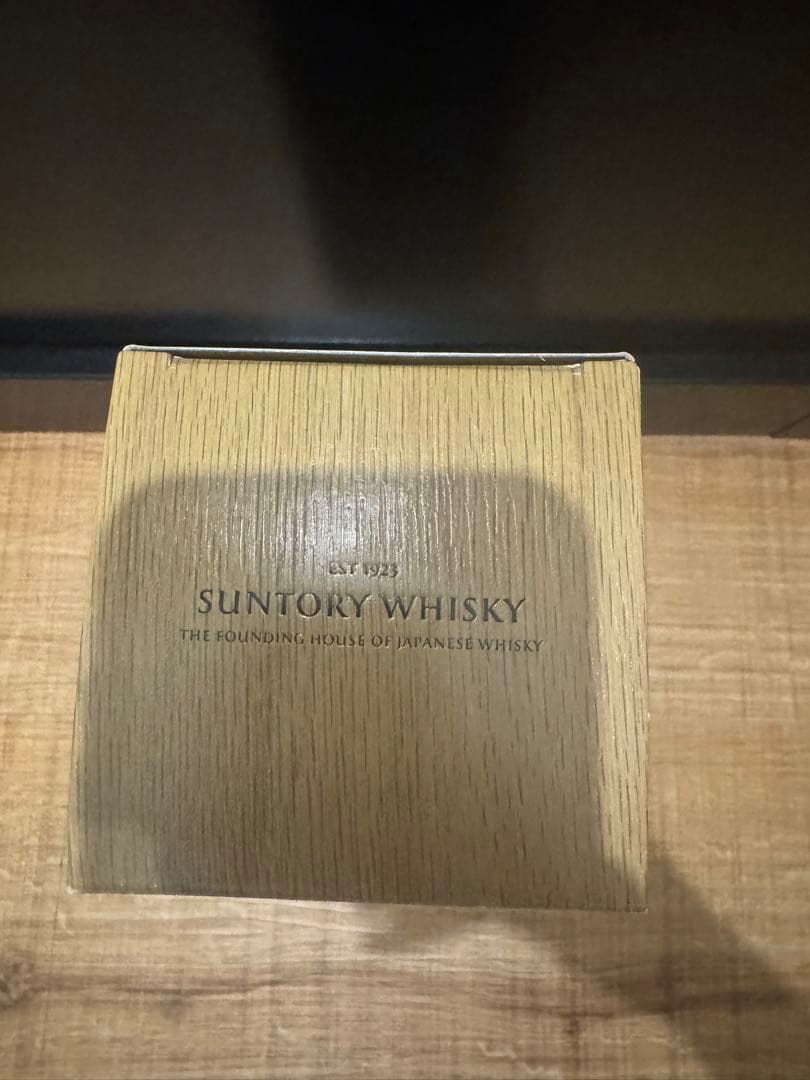 EST 1923
SUNTORY WHISKY
THE FOUNDING HOUSE OF JAPANESE WHISKY